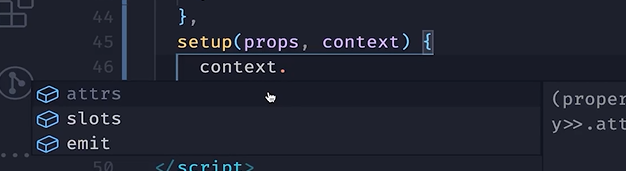 44 },
45 setup(props, context) {
46 context.
attrs
slots
emit
(proper
y>>.att
50 </script>